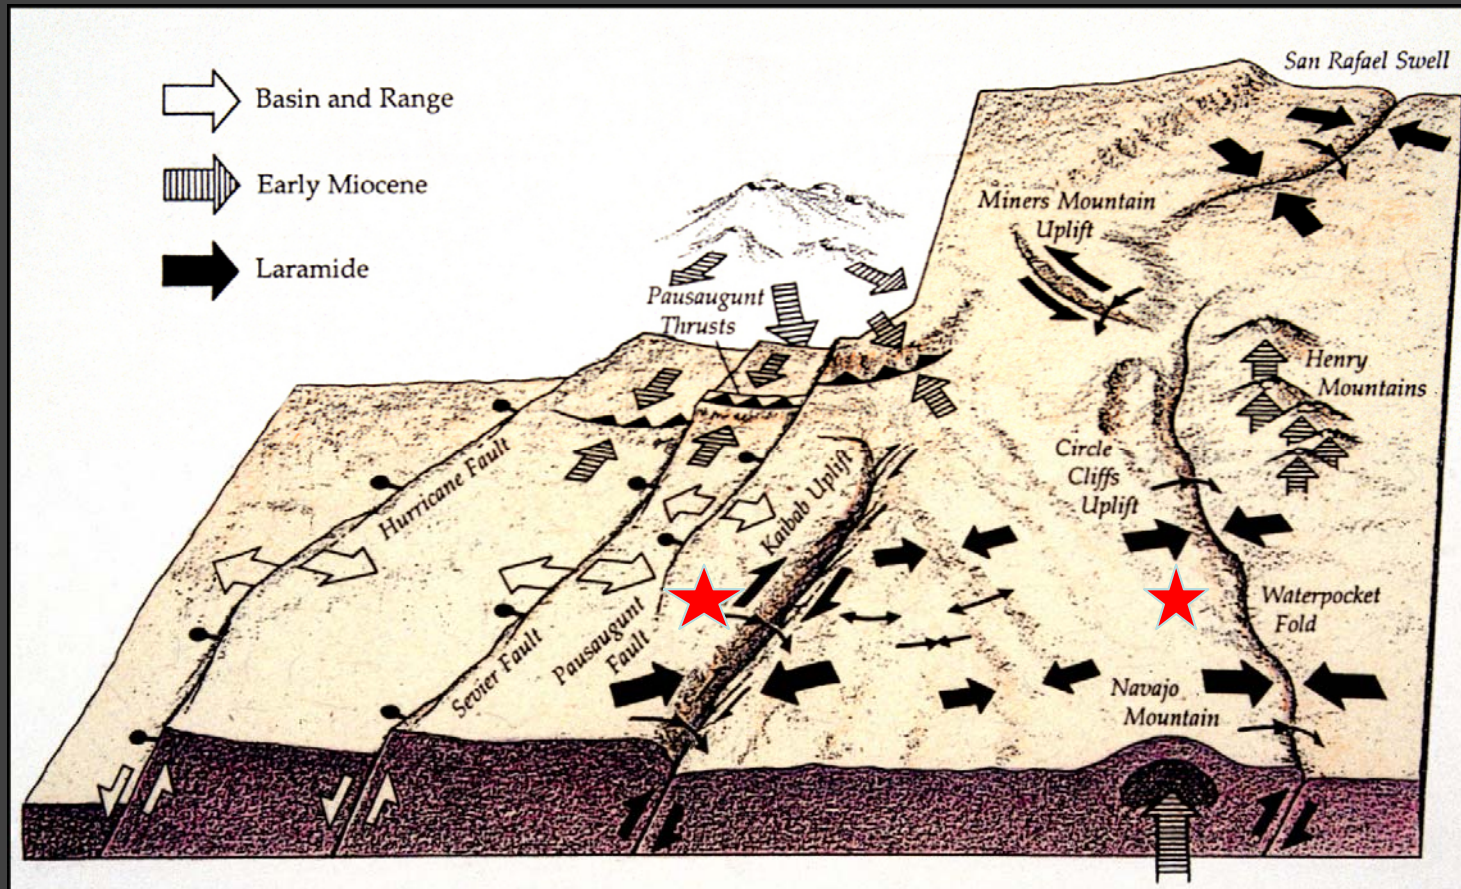 San Rafael Swell
Basin and Range
Early Miocene
Laramide
Miners Mountain
Uplift
Pausaugunt
Thrusts
Henry
Mountains
Hurricane Fault
Circle
Cliffs
Uplift
Kaibab Uplift
Waterpocket
Fold
Sevier Fault
Pausaugunt
Fault
Navajo
Mountain